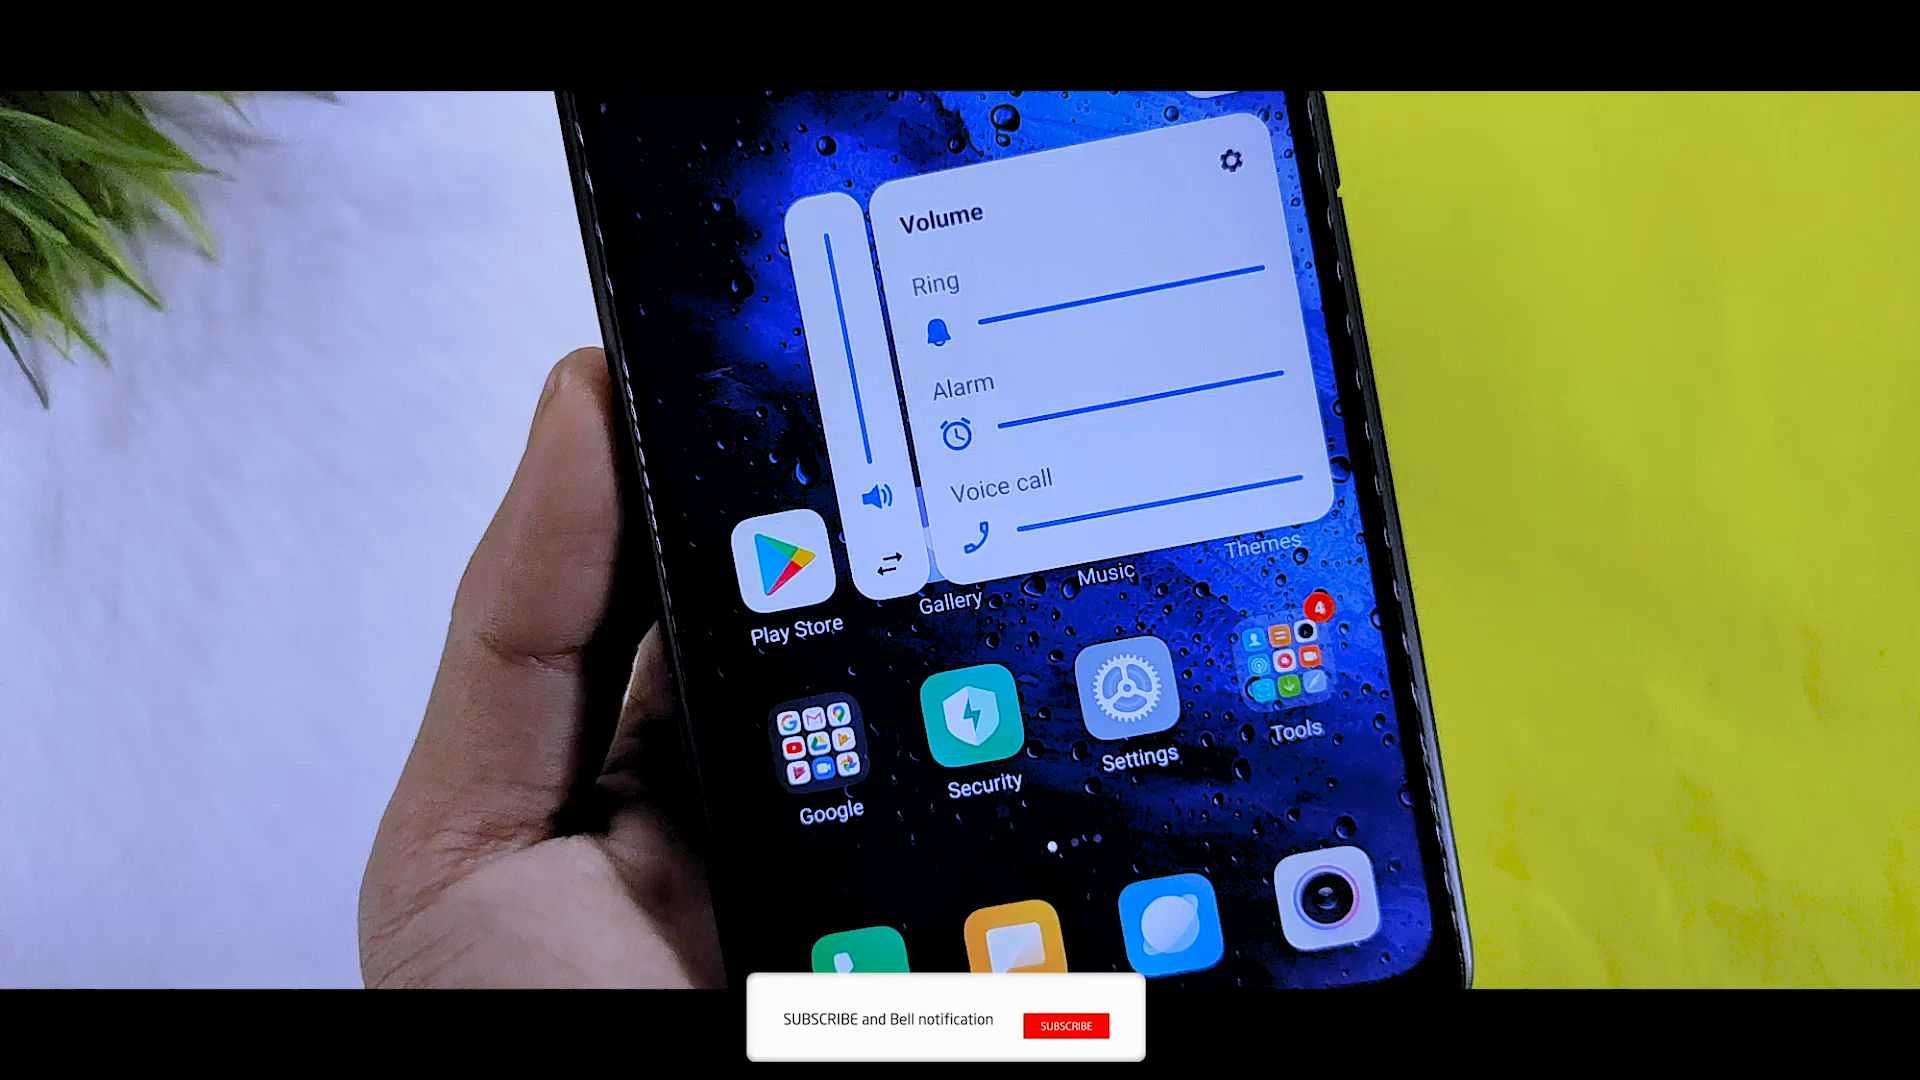 Volume
Ring
Alarm
Voice call
Themes
Music
Gallery
Play Store
4
Tools
Settings
Security
Google
SUBSCRIBE and Bell notification
SUBSCRIBE